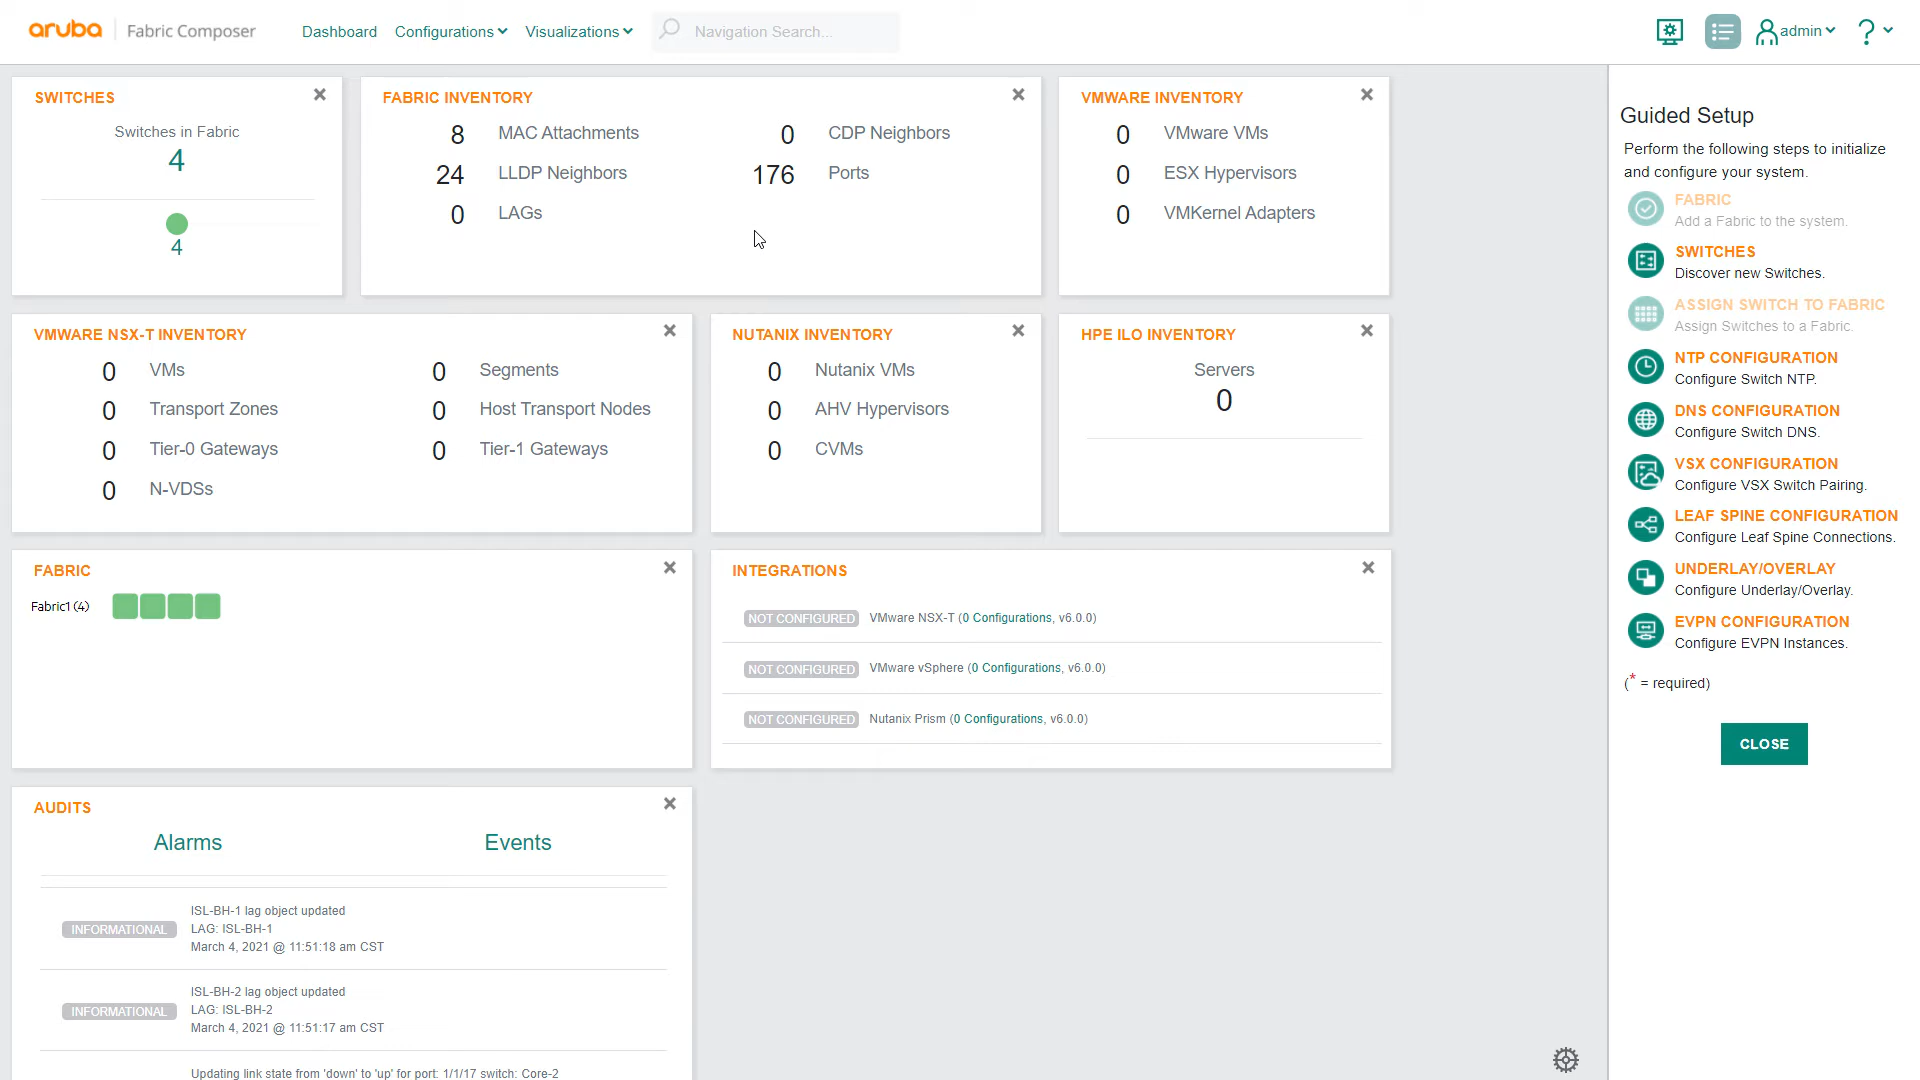 aruba Fabric Composer Dashboard Configurations Visualizations Navigation Search... admin ?
SWITCHES
Switches in Fabric
4
4
FABRIC INVENTORY
8 MAC Attachments 0 CDP Neighbors
24 LLDP Neighbors 176 Ports
0 LAGs
VMWARE INVENTORY
0 VMware VMs
0 ESX Hypervisors
0 VMKernel Adapters
VMWARE NSX-T INVENTORY
0 VMs 0 Segments
0 Transport Zones 0 Host Transport Nodes
0 Tier-0 Gateways 0 Tier-1 Gateways
0 N-VDSs
NUTANIX INVENTORY
0 Nutanix VMs
0 AHV Hypervisors
0 CVMs
HPE ILO INVENTORY
Servers
0
FABRIC
Fabric1 (4)
INTEGRATIONS
NOT CONFIGURED VMware NSX-T (0 Configurations, v6.0.0)
NOT CONFIGURED VMware vSphere (0 Configurations, v6.0.0)
NOT CONFIGURED Nutanix Prism (0 Configurations, v6.0.0)
AUDITS
Alarms Events
INFORMATIONAL
ISL-BH-1 lag object updated
LAG: ISL-BH-1
March 4, 2021 @ 11:51:18 am CST
INFORMATIONAL
ISL-BH-2 lag object updated
LAG: ISL-BH-2
March 4, 2021 @ 11:51:17 am CST
Updating link state from 'down' to 'up' for port: 1/1/17 switch: Core-2
Guided Setup
Perform the following steps to initialize
and configure your system.
FABRIC
Add a Fabric to the system.
SWITCHES
Discover new Switches.
ASSIGN SWITCH TO FABRIC
Assign Switches to a Fabric.
NTP CONFIGURATION
Configure Switch NTP.
DNS CONFIGURATION
Configure Switch DNS.
VSX CONFIGURATION
Configure VSX Switch Pairing.
LEAF SPINE CONFIGURATION
Configure Leaf Spine Connections.
UNDERLAY/OVERLAY
Configure Underlay/Overlay.
EVPN CONFIGURATION
Configure EVPN Instances.
(* = required)
CLOSE